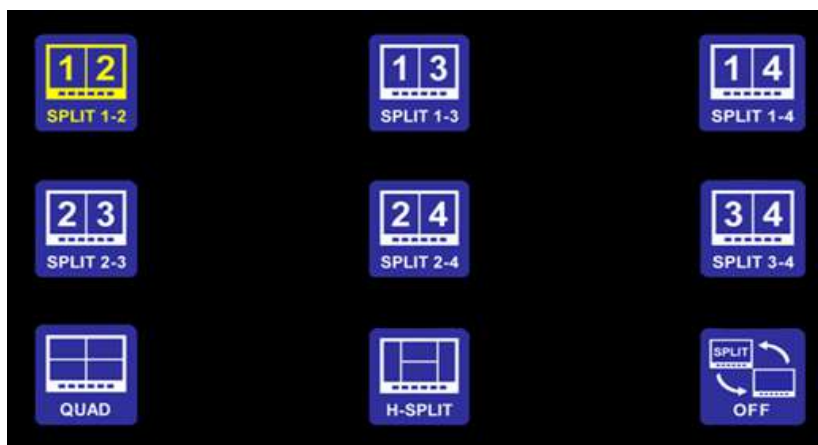 1 2
SPLIT 1-2
1 3
SPLIT 1-3
1 4
SPLIT 1-4
2 3
SPLIT 2-3
2 4
SPLIT 2-4
3 4
SPLIT 3-4
QUAD
H-SPLIT
SPLIT
OFF